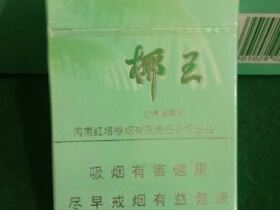 椰王
海南红塔卷烟有限责任公司出品
吸烟有害健康
尽早戒烟有益健康